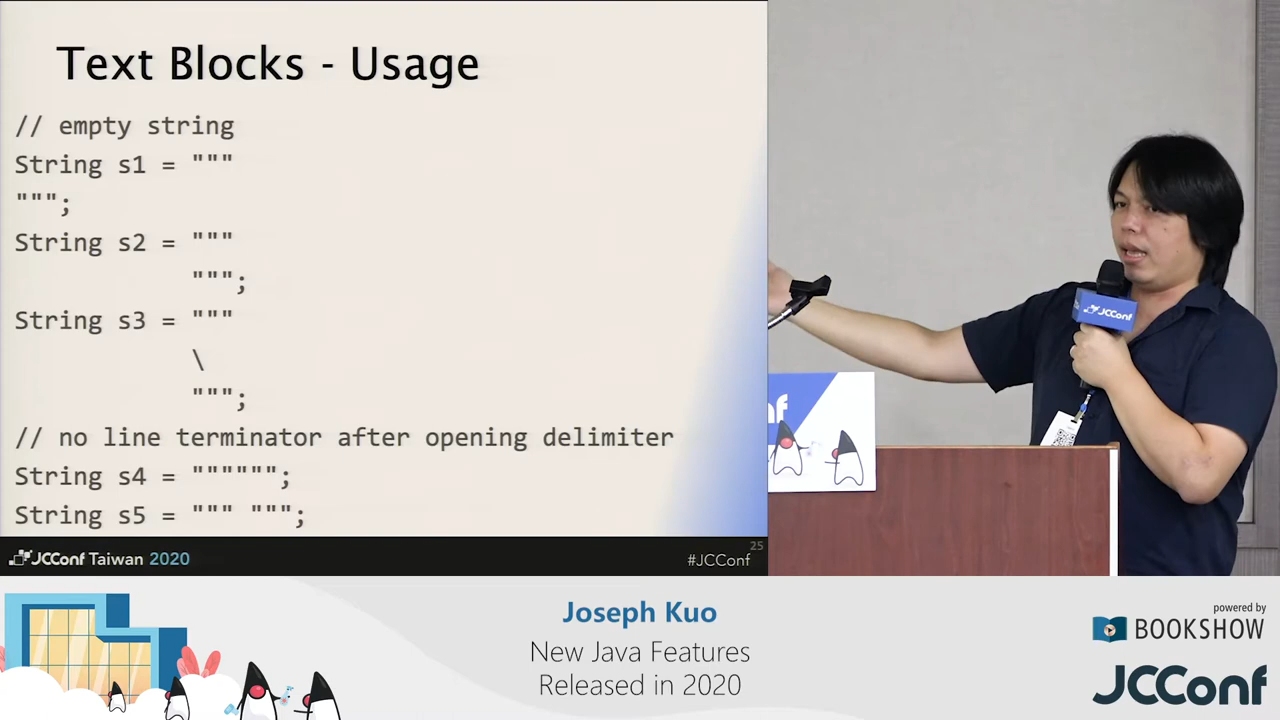 Text Blocks - Usage
// empty string
String s1 = """
""";
String s2 = """
""";
String s3 = """
\
""";
// no line terminator after opening delimiter
String s4 = """""";
String s5 = """ """;
JCConf Taiwan 2020
#JCConf
25
JCConf
nf
Joseph Kuo
New Java Features
Released in 2020
powered by
BOOKSHOW
JCConf